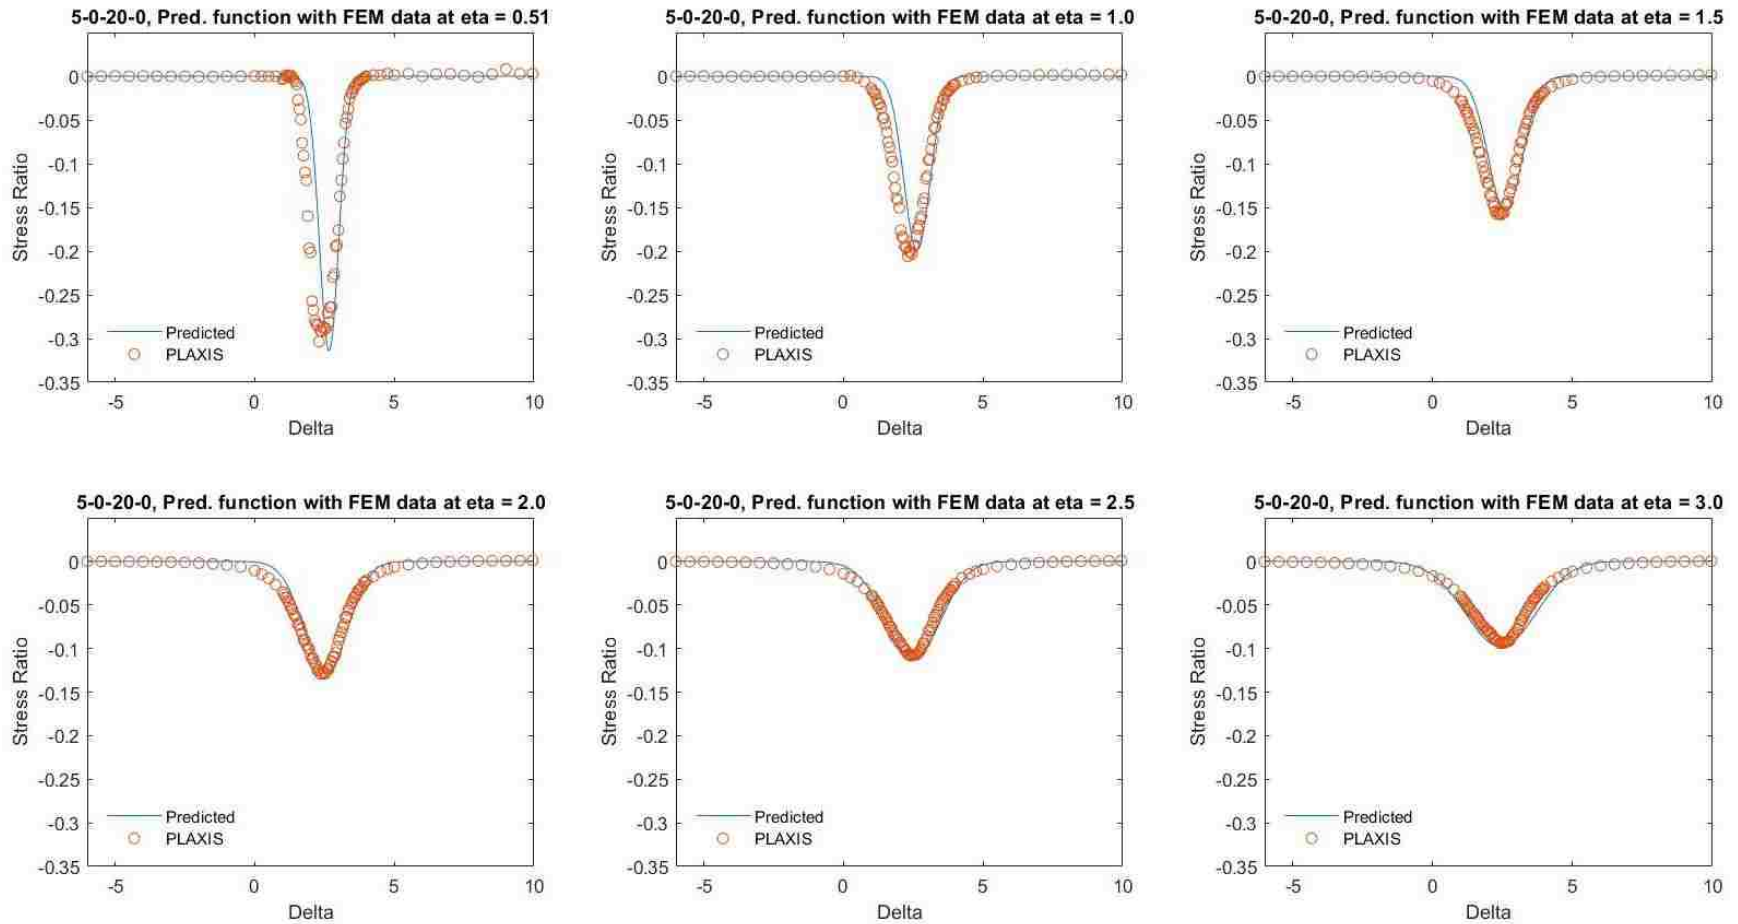 5-0-20-0, Pred. function with FEM data at eta = 0.51
0
-0.05
-0.1
-0.15
-0.2
-0.25
-0.3
-0.35
Stress Ratio
Predicted
PLAXIS
-5
0
5
10
Delta
5-0-20-0, Pred. function with FEM data at eta = 1.0
0
-0.05
-0.1
-0.15
-0.2
-0.25
-0.3
-0.35
Stress Ratio
Predicted
PLAXIS
-5
0
5
10
Delta
5-0-20-0, Pred. function with FEM data at eta = 1.5
0
-0.05
-0.1
-0.15
-0.2
-0.25
-0.3
-0.35
Stress Ratio
Predicted
PLAXIS
-5
0
5
10
Delta
5-0-20-0, Pred. function with FEM data at eta = 2.0
0
-0.05
-0.1
-0.15
-0.2
-0.25
-0.3
-0.35
Stress Ratio
Predicted
PLAXIS
-5
0
5
10
Delta
5-0-20-0, Pred. function with FEM data at eta = 2.5
0
-0.05
-0.1
-0.15
-0.2
-0.25
-0.3
-0.35
Stress Ratio
Predicted
PLAXIS
-5
0
5
10
Delta
5-0-20-0, Pred. function with FEM data at eta = 3.0
0
-0.05
-0.1
-0.15
-0.2
-0.25
-0.3
-0.35
Stress Ratio
Predicted
PLAXIS
-5
0
5
10
Delta